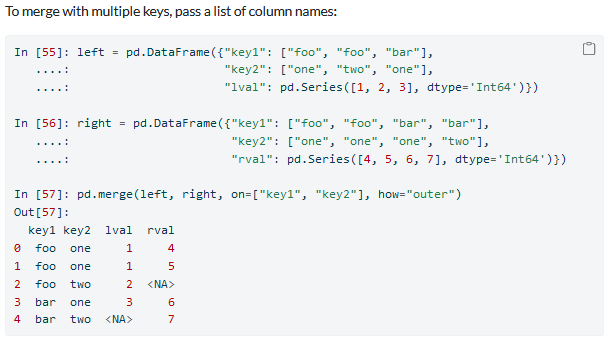 To merge with multiple keys, pass a list of column names:
In [55]: left = pd.DataFrame({"key1": ["foo", "foo", "bar"],
....: "key2": ["one", "two", "one"],
....: "lval": pd.Series([1, 2, 3], dtype='Int64')})
In [56]: right = pd.DataFrame({"key1": ["foo", "foo", "bar", "bar"],
....: "key2": ["one", "one", "one", "two"],
....: "rval": pd.Series([4, 5, 6, 7], dtype='Int64')})
In [57]: pd.merge(left, right, on=["key1", "key2"], how="outer")
Out[57]:
key1 key2 lval rval
0 foo one 1 4
1 foo one 1 5
2 foo two 2 <NA>
3 bar one 3 6
4 bar two <NA> 7